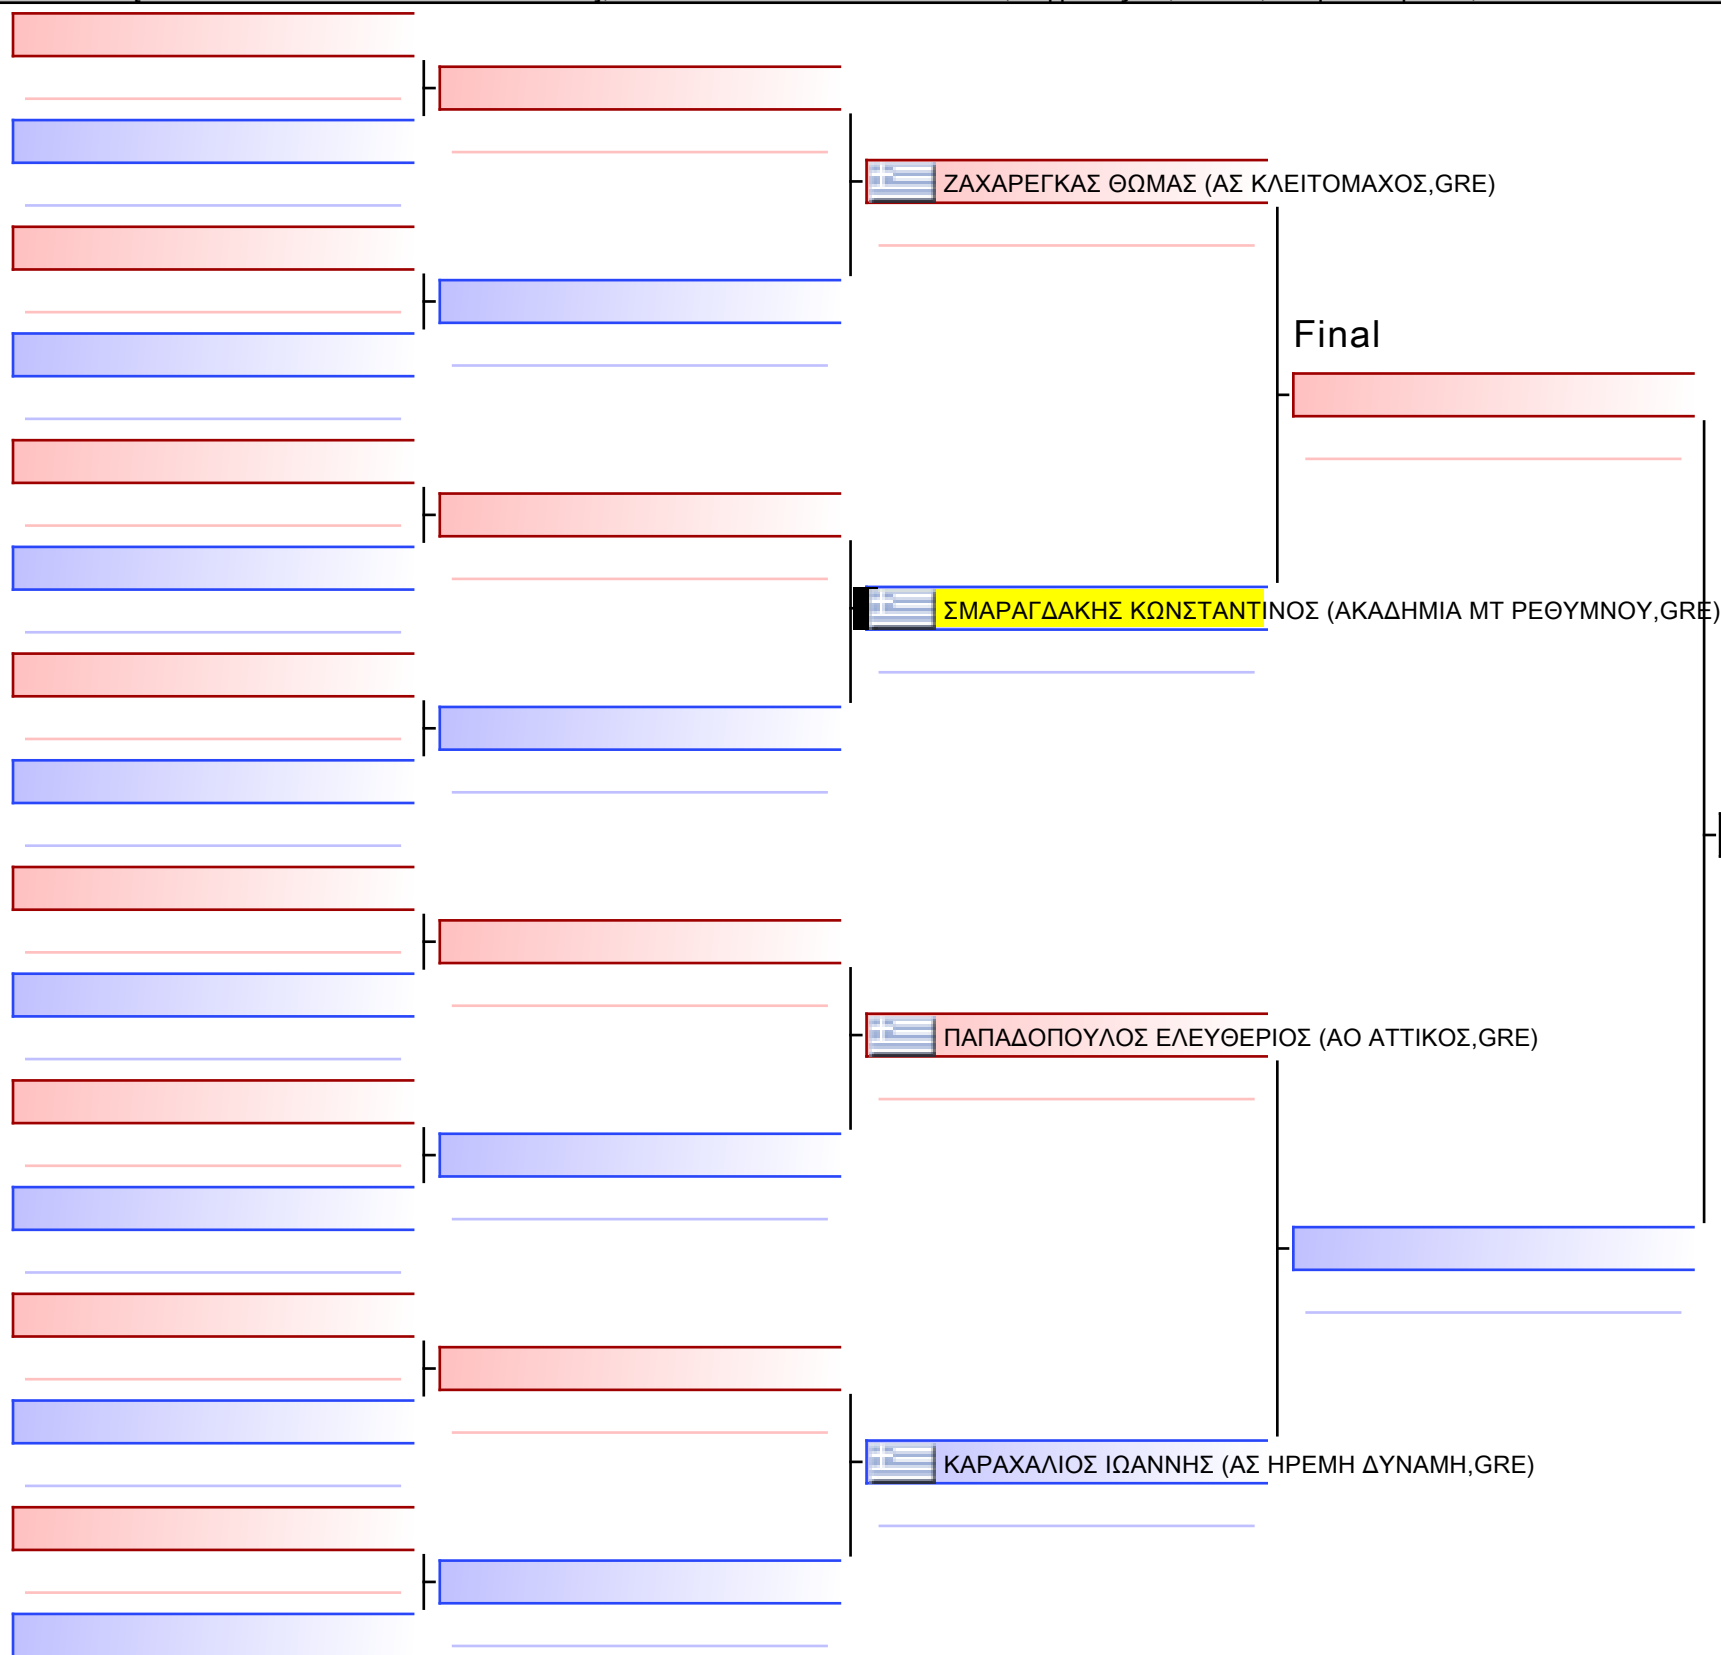 ΖΑΧΑΡΕΓΚΑΣ ΘΩΜΑΣ (ΑΣ ΚΛΕΙΤΟΜΑΧΟΣ,GRE)
Final
ΣΜΑΡΑΓΔΑΚΗΣ ΚΩΝΣΤΑΝΤΙΝΟΣ (ΑΚΑΔΗΜΙΑ ΜΤ ΡΕΘΥΜΝΟΥ,GRE)
ΠΑΠΑΔΟΠΟΥΛΟΣ ΕΛΕΥΘΕΡΙΟΣ (ΑΟ ΑΤΤΙΚΟΣ,GRE)
ΚΑΡΑΧΑΛΙΟΣ ΙΩΑΝΝΗΣ (ΑΣ ΗΡΕΜΗ ΔΥΝΑΜΗ,GRE)